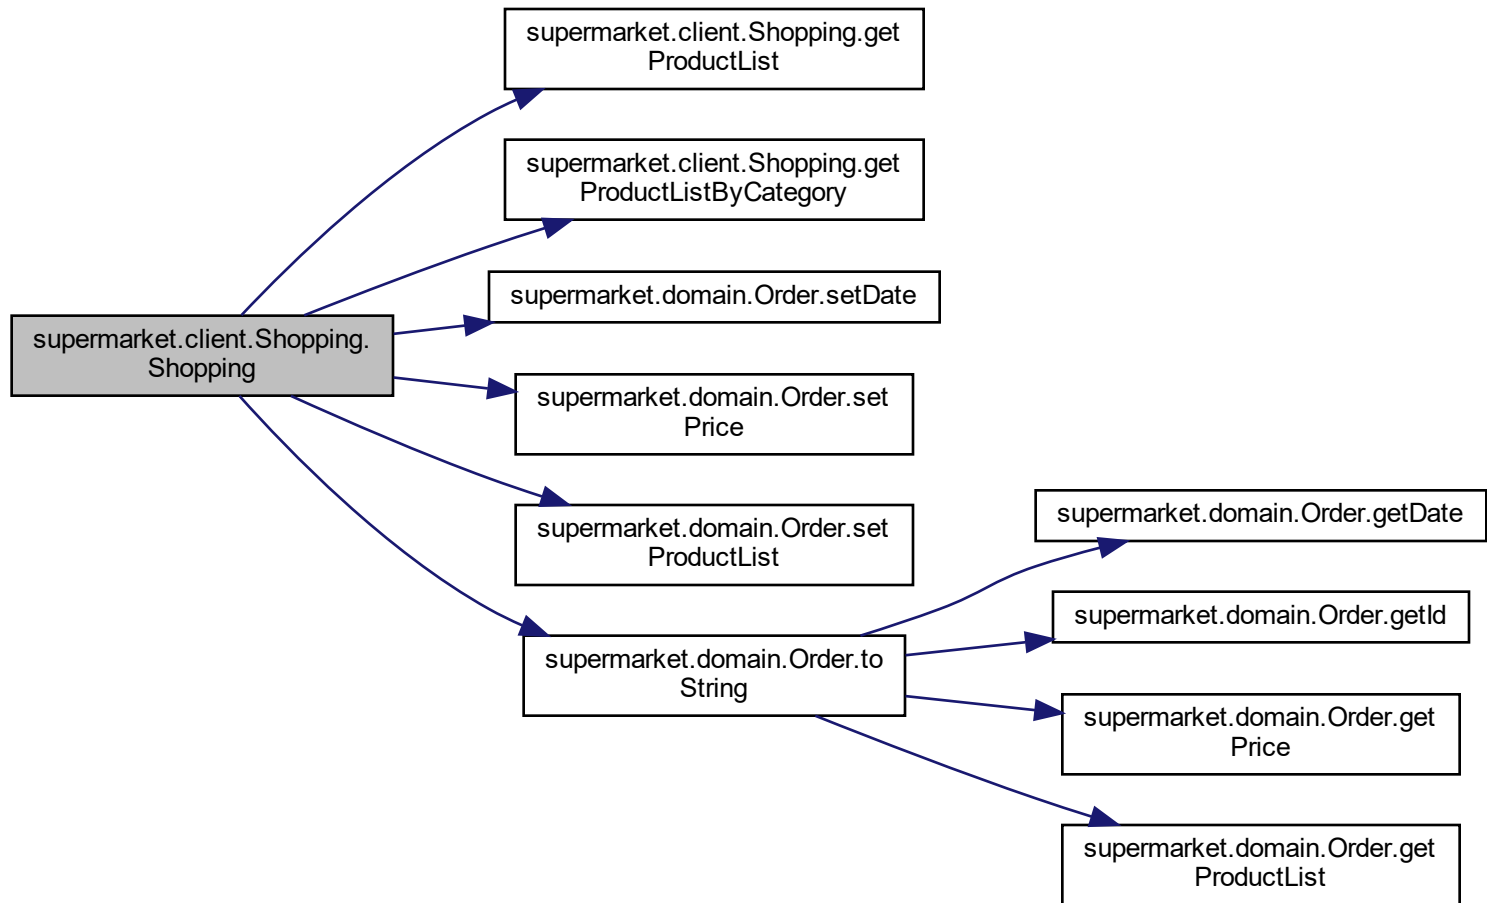 supermarket.client.Shopping.get
ProductList
supermarket.client.Shopping.get
ProductListByCategory
supermarket.domain.Order.setDate
supermarket.client.Shopping.
Shopping
supermarket.domain.Order.set
Price
supermarket.domain.Order.set
ProductList
supermarket.domain.Order.getDate
supermarket.domain.Order.getId
supermarket.domain.Order.to
String
supermarket.domain.Order.get
Price
supermarket.domain.Order.get
ProductList